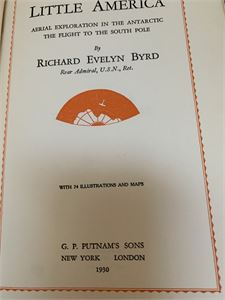 LITTLE AMERICA
AERIAL EXPLORATION IN THE ANTARCTIC
THE FLIGHT TO THE SOUTH POLE
By
RICHARD EVELYN BYRD
Rear Admiral, U.S.N., Ret.
WITH 74 ILLUSTRATIONS AND MAPS
G. P. PUTNAM'S SONS
NEW YORK LONDON
1930